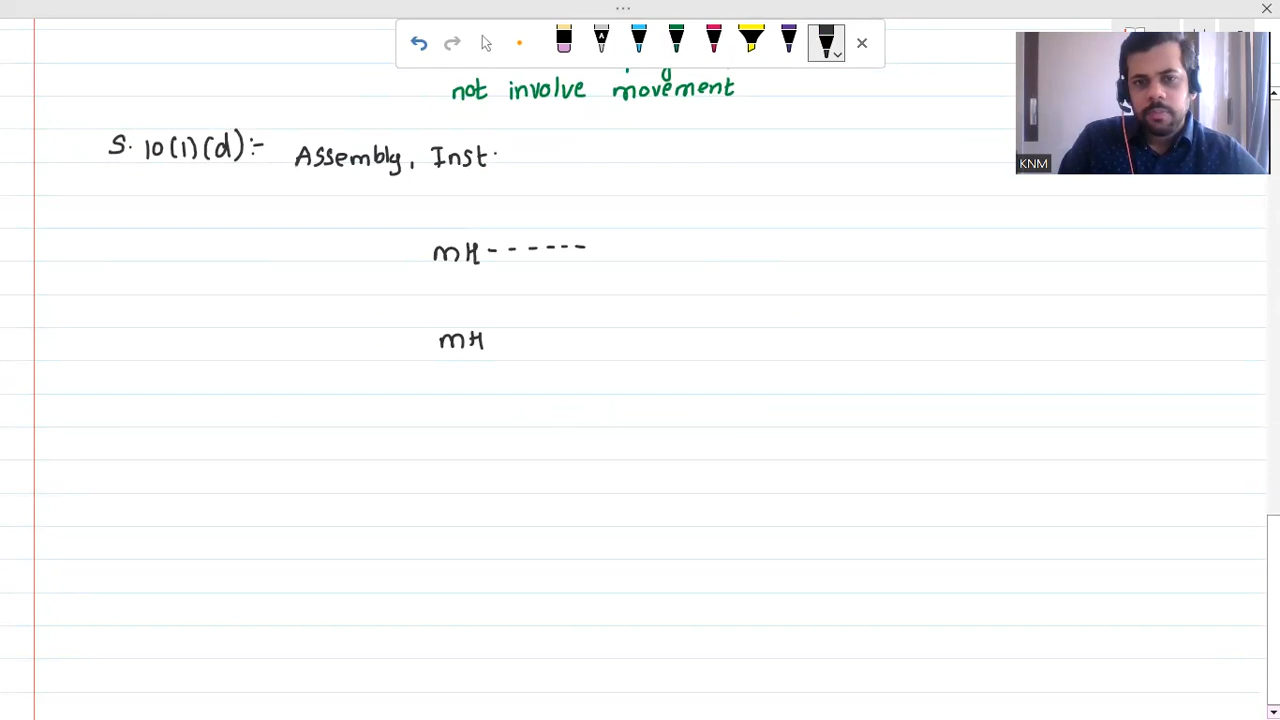 not involve movement
S. 10(1)(d):- Assembly, Inst.
MH ------
MH
KNM